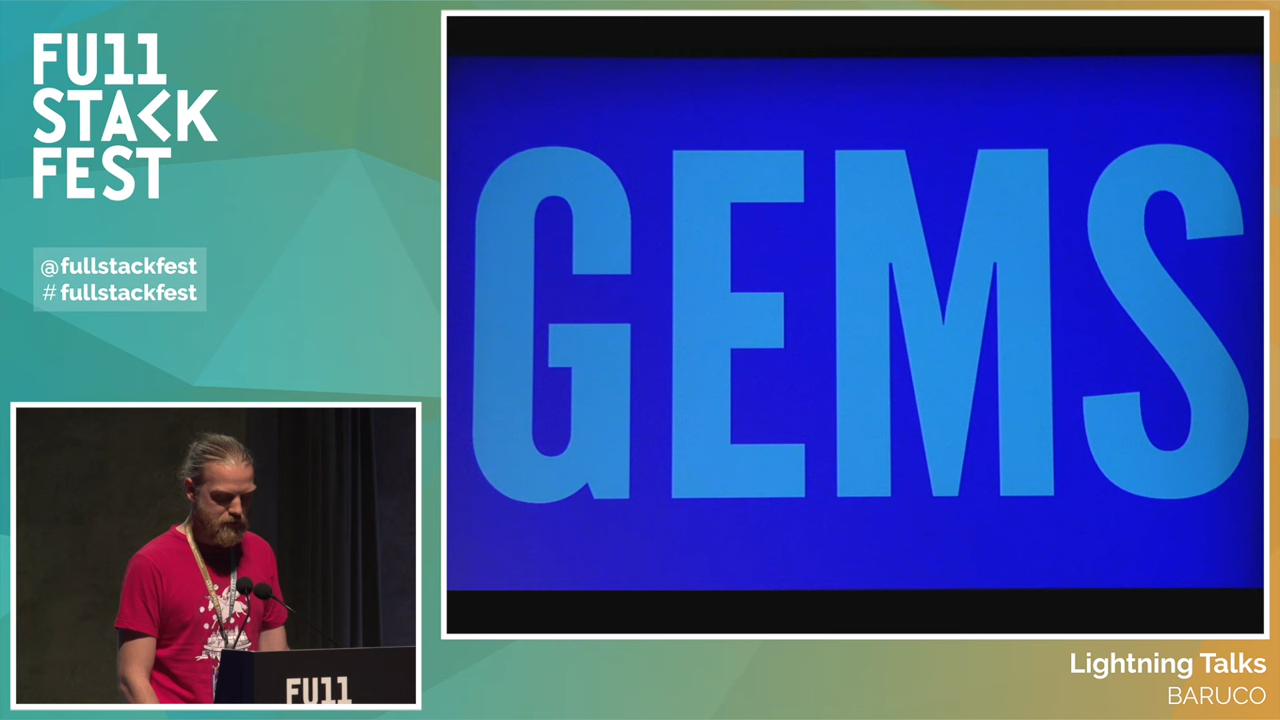 FU11
STACK
FEST
@fullstackfest
# fullstackfest
GEMS
FU11
Lightning Talks
BARUCO